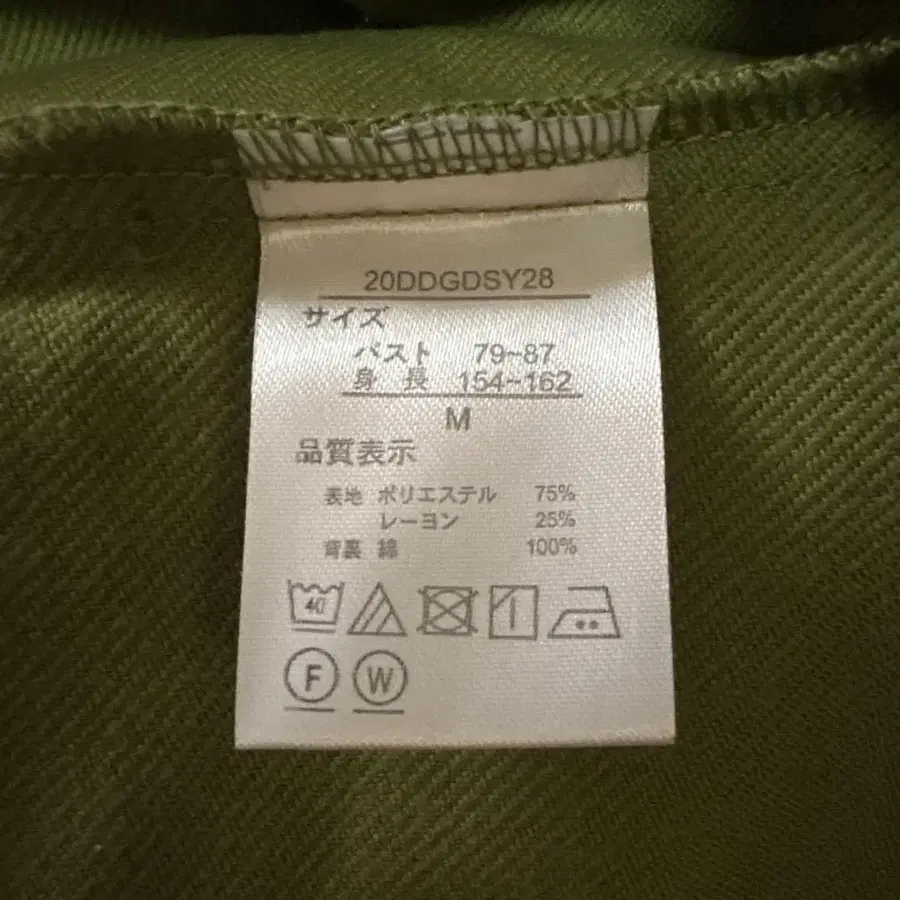 20DDGDSY28
サイズ
バスト 79~87
身長 154~162
M
品質表示
表地 ポリエステル 75%
レーヨン 25%
背裏 綿 100%
40
F W